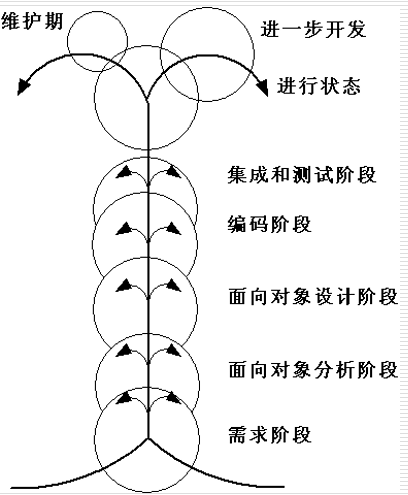 维护期
进一步开发
进行状态
集成和测试阶段
编码阶段
面向对象设计阶段
面向对象分析阶段
需求阶段